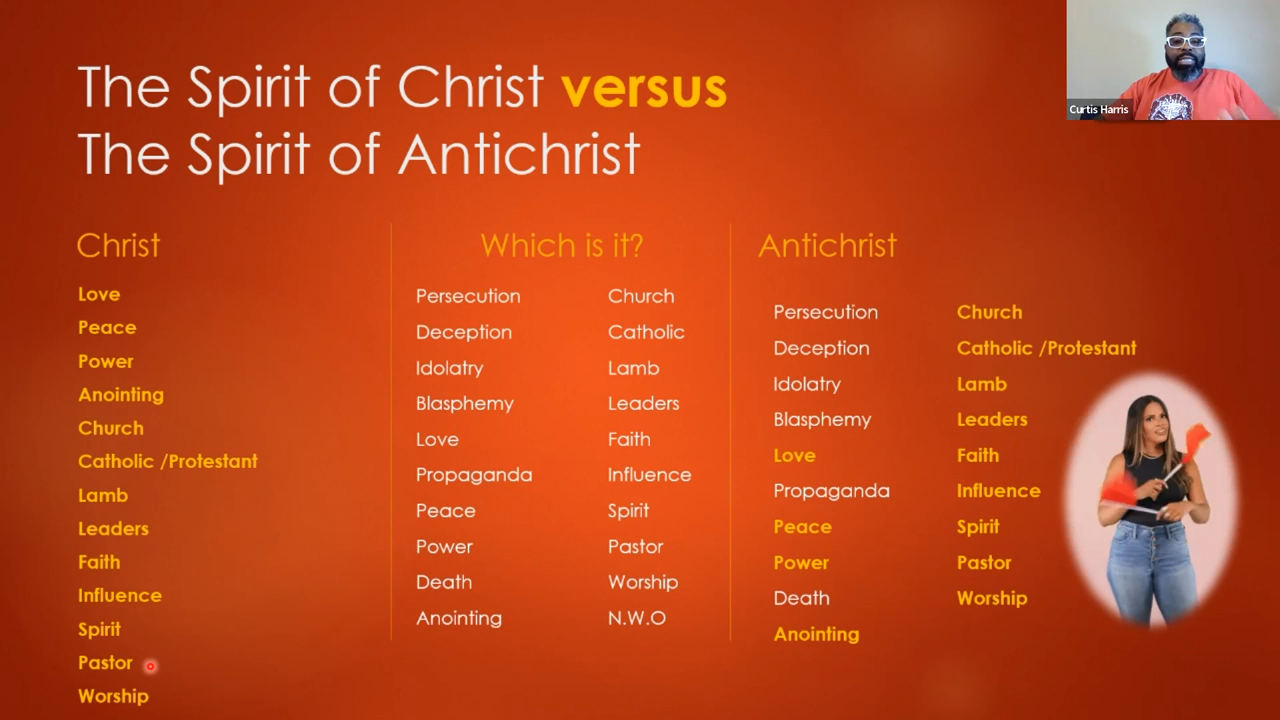 The Spirit of Christ versus
The Spirit of Antichrist
Curtis Harris
Christ
Love
Peace
Power
Anointing
Church
Catholic /Protestant
Lamb
Leaders
Faith
Influence
Spirit
Pastor
Worship
Which is it?
Persecution
Deception
Idolatry
Blasphemy
Love
Propaganda
Peace
Power
Death
Anointing
Church
Catholic
Lamb
Leaders
Faith
Influence
Spirit
Pastor
Worship
N.W.O
Antichrist
Persecution
Deception
Idolatry
Blasphemy
Love
Propaganda
Peace
Power
Death
Anointing
Church
Catholic /Protestant
Lamb
Leaders
Faith
Influence
Spirit
Pastor
Worship